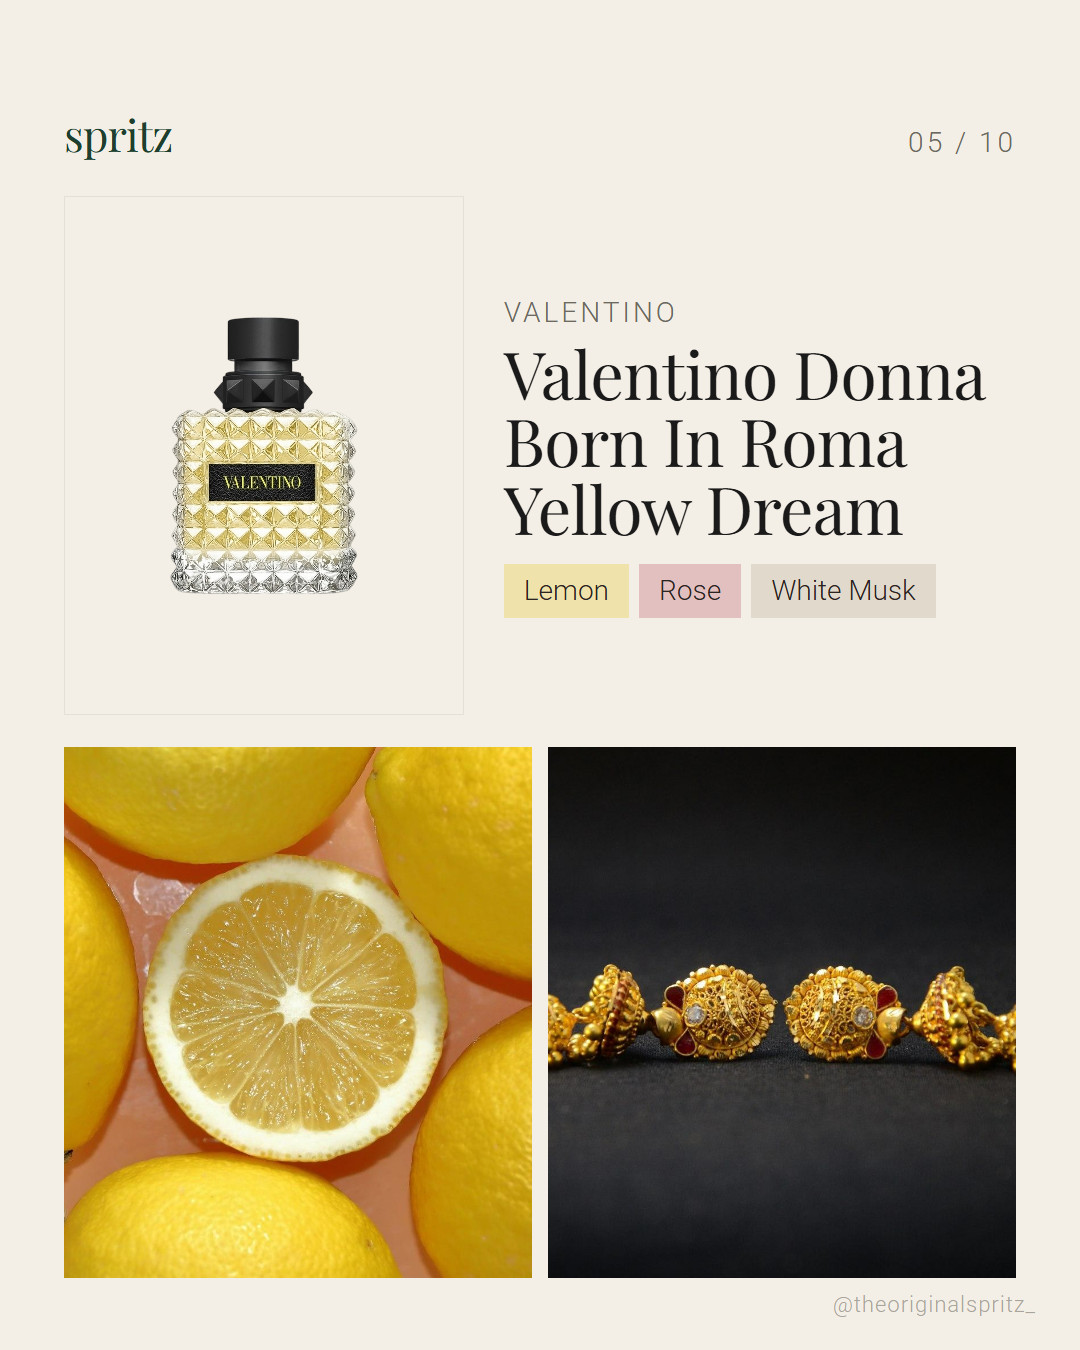 spritz
05 / 10
VALENTINO
Valentino Donna
Born In Roma
Yellow Dream
Lemon
Rose
White Musk
VALENTINO
@theoriginalspritz_